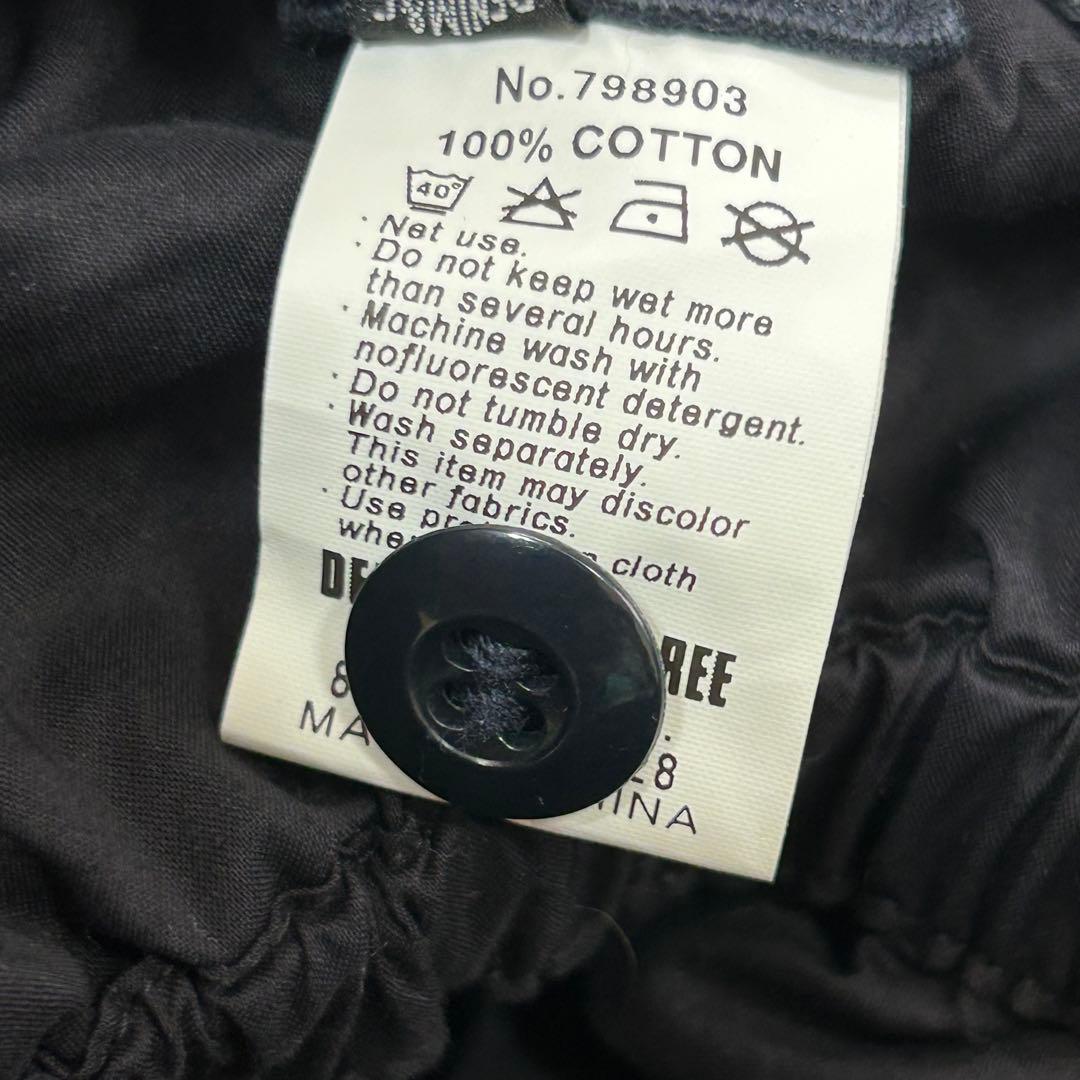 No.798903
100% COTTON
40°
· Net use.
· Do not keep wet more
than several hours.
· Machine wash with
nofluorescent detergent.
· Do not tumble dry.
· Wash separately.
This item may discolor
other fabrics.
· Use
cloth